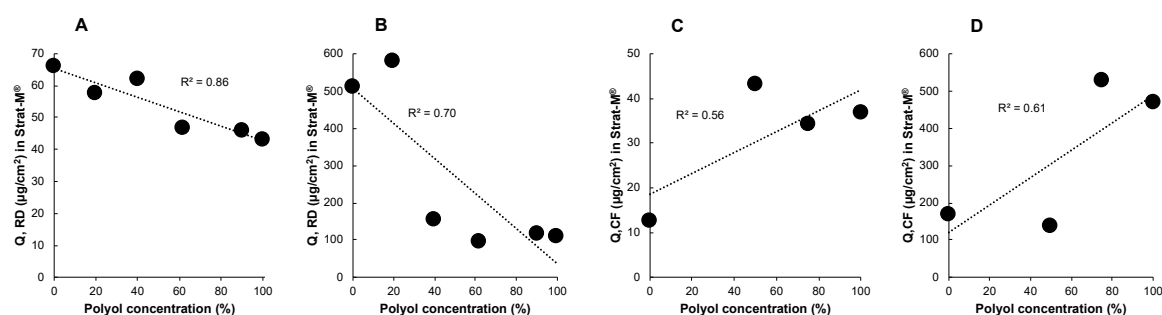 A
Q, RD (µg/cm²) in Strat-M®
70
60
50
40
30
20
10
0
R² = 0.86
0 20 40 60 80 100
Polyol concentration (%)
B
Q, RD (µg/cm²) in Strat-M®
600
500
400
300
200
100
0
R² = 0.70
0 20 40 60 80 100
Polyol concentration (%)
C
Q,CF (µg/cm²) in Strat-M®
50
40
30
20
10
0
R² = 0.56
0 20 40 60 80 100
Polyol concentration (%)
D
Q,CF (µg/cm²) in Strat-M®
600
500
400
300
200
100
0
R² = 0.61
0 20 40 60 80 100
Polyol concentration (%)